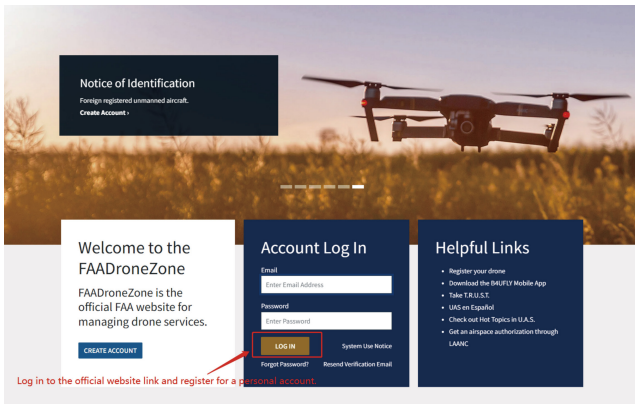 Notice of Identification
Foreign registered unmanned aircraft.
Create Account ›
Welcome to the
FAADroneZone
FAADroneZone is the
official FAA website for
managing drone services.
CREATE ACCOUNT
Account Log In
Email
Enter Email Address
Password
Enter Password
LOG IN
System Use Notice
Forgot Password?
Resend Verification Email
Helpful Links
• Register your drone
• Download the B4UFLY Mobile App
• Take T.R.U.S.T.
• UAS en Español
• Check out Hot Topics in U.A.S.
• Get an airspace authorization through
LAANC
Log in to the official website link and register for a personal account.